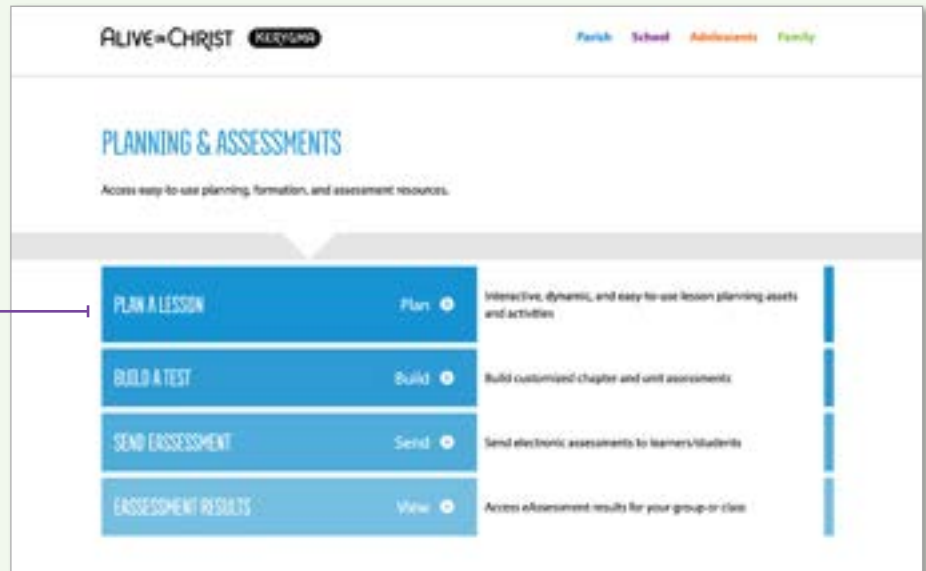 ALIVE IN CHRIST KERYGMA
Parish School Adolescents Family
PLANNING & ASSESSMENTS
Access easy-to-use planning, formation, and assessment resources.
PLAN A LESSON Plan
Interactive, dynamic, and easy-to-use lesson planning assets
and activities
BUILD A TEST Build
Build customized chapter and unit assessments
SEND EASSESSMENT Send
Send electronic assessments to learners/students
EASSESSMENT RESULTS View
Access eAssessment results for your group or class